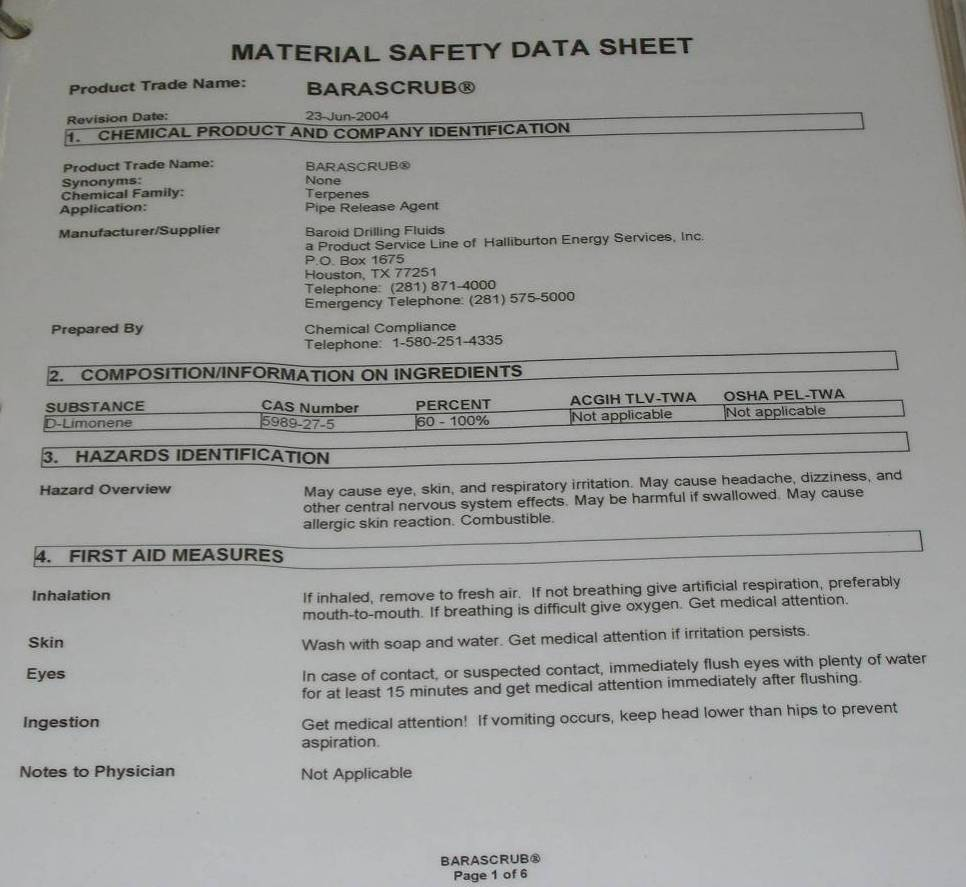 MATERIAL SAFETY DATA SHEET
Product Trade Name: BARASCRUB®
Revision Date: 23-Jun-2004
1. CHEMICAL PRODUCT AND COMPANY IDENTIFICATION
Product Trade Name: BARASCRUB®
Synonyms: None
Chemical Family: Terpenes
Application: Pipe Release Agent
Manufacturer/Supplier Baroid Drilling Fluids
a Product Service Line of Halliburton Energy Services, Inc.
P.O. Box 1675
Houston, TX 77251
Telephone: (281) 871-4000
Emergency Telephone: (281) 575-5000
Prepared By Chemical Compliance
Telephone: 1-580-251-4335
2. COMPOSITION/INFORMATION ON INGREDIENTS
SUBSTANCE CAS Number PERCENT ACGIH TLV-TWA OSHA PEL-TWA
D-Limonene 5989-27-5 60 - 100% Not applicable Not applicable
3. HAZARDS IDENTIFICATION
Hazard Overview May cause eye, skin, and respiratory irritation. May cause headache, dizziness, and
other central nervous system effects. May be harmful if swallowed. May cause
allergic skin reaction. Combustible.
4. FIRST AID MEASURES
Inhalation If inhaled, remove to fresh air. If not breathing give artificial respiration, preferably
mouth-to-mouth. If breathing is difficult give oxygen. Get medical attention.
Skin Wash with soap and water. Get medical attention if irritation persists.
Eyes In case of contact, or suspected contact, immediately flush eyes with plenty of water
for at least 15 minutes and get medical attention immediately after flushing.
Ingestion Get medical attention! If vomiting occurs, keep head lower than hips to prevent
aspiration.
Notes to Physician Not Applicable
BARASCRUB®
Page 1 of 6